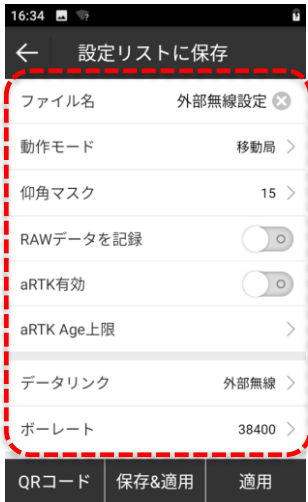 16:34
設定リストに保存
ファイル名 外部無線設定
動作モード 移動局
仰角マスク 15
RAWデータを記録
aRTK有効
aRTK Age上限
データリンク 外部無線
ボーレート 38400
QRコード 保存&適用 適用